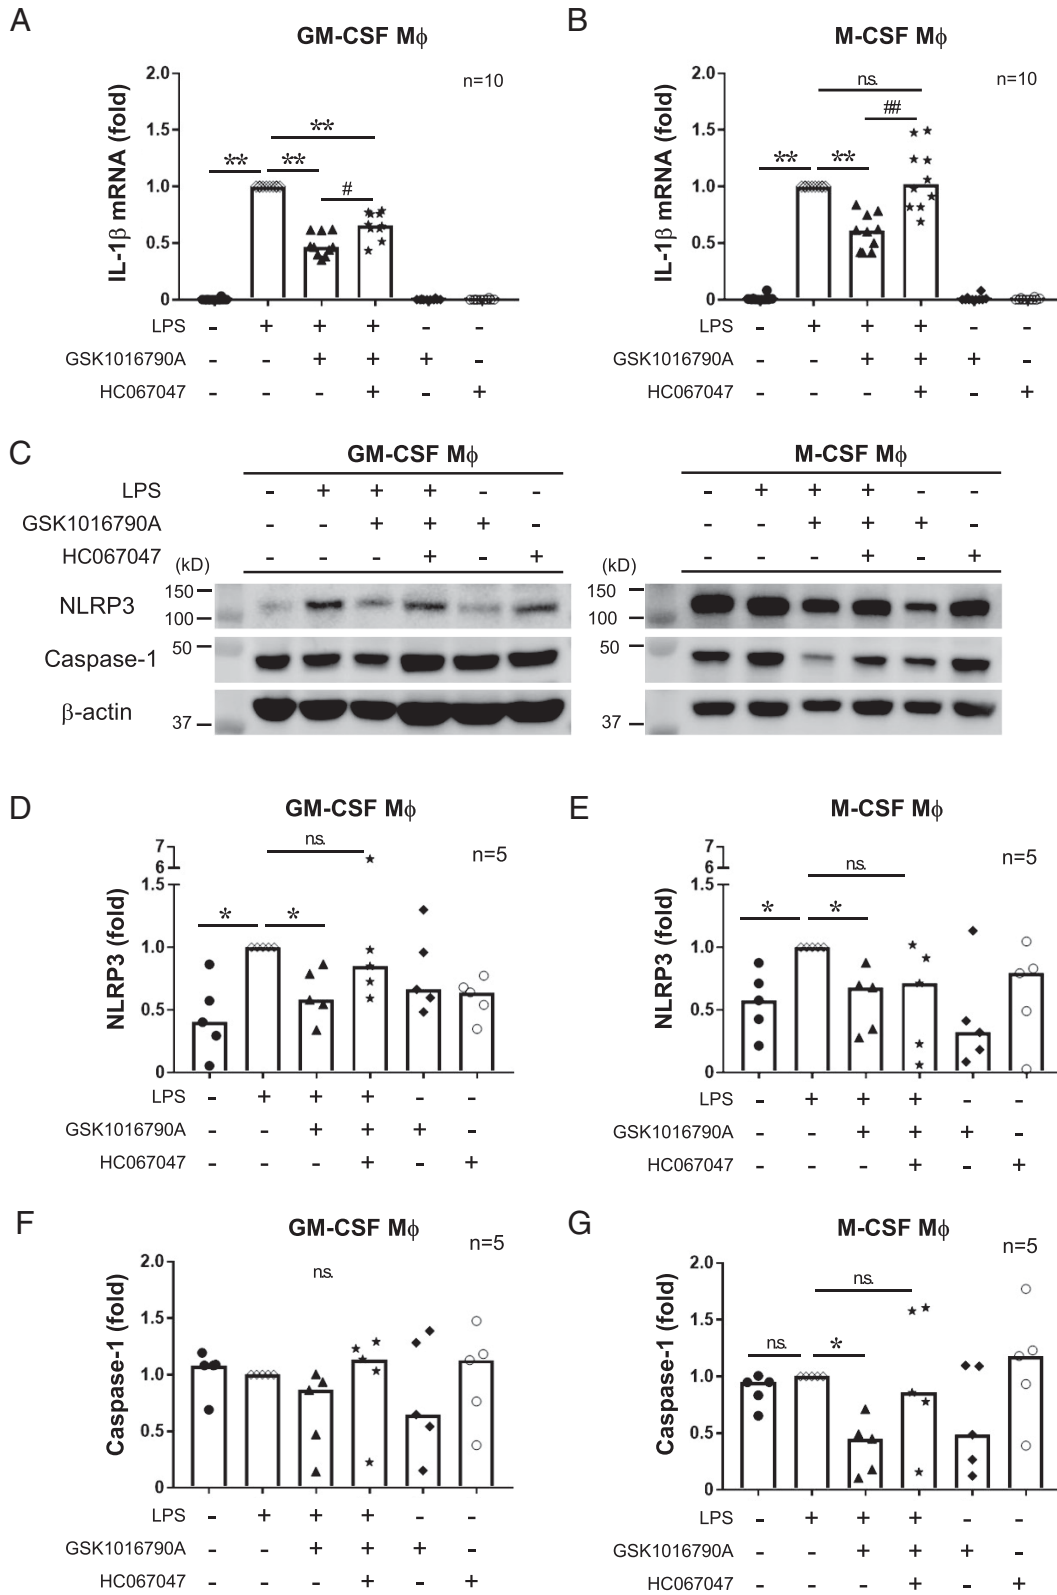 A
GM-CSF Mϕ
n=10
IL-1β mRNA (fold)
2.0
1.5
1.0
0.5
0
** ** ** #
LPS - + + + - -
GSK1016790A - - + + + -
HC067047 - - - + - +
B
M-CSF Mϕ
n=10
IL-1β mRNA (fold)
2.0
1.5
1.0
0.5
0
n.s.
##
** **
LPS - + + + - -
GSK1016790A - - + + + -
HC067047 - - - + - +
C
GM-CSF Mϕ
M-CSF Mϕ
LPS - + + + - - - + + + - -
GSK1016790A - - + + + - - - + + + -
HC067047 - - - + - + - - - + - +
(kD) (kD)
NLRP3 150 100 150 100
Caspase-1 50 50
β-actin 37 37
D
GM-CSF Mϕ
n=5
NLRP3 (fold)
7
6
1.5
1.0
0.5
0
n.s.
* *
LPS - + + + - -
GSK1016790A - - + + + -
HC067047 - - - + - +
E
M-CSF Mϕ
n=5
NLRP3 (fold)
7
6
1.5
1.0
0.5
0
n.s.
* *
LPS - + + + - -
GSK1016790A - - + + + -
HC067047 - - - + - +
F
GM-CSF Mϕ
n=5
Caspase-1 (fold)
2.0
1.5
1.0
0.5
0
n.s.
LPS - + + + - -
GSK1016790A - - + + + -
HC067047 - - - + - +
G
M-CSF Mϕ
n=5
Caspase-1 (fold)
2.0
1.5
1.0
0.5
0
n.s.
n.s. *
LPS - + + + - -
GSK1016790A - - + + + -
HC067047 - - - + - +